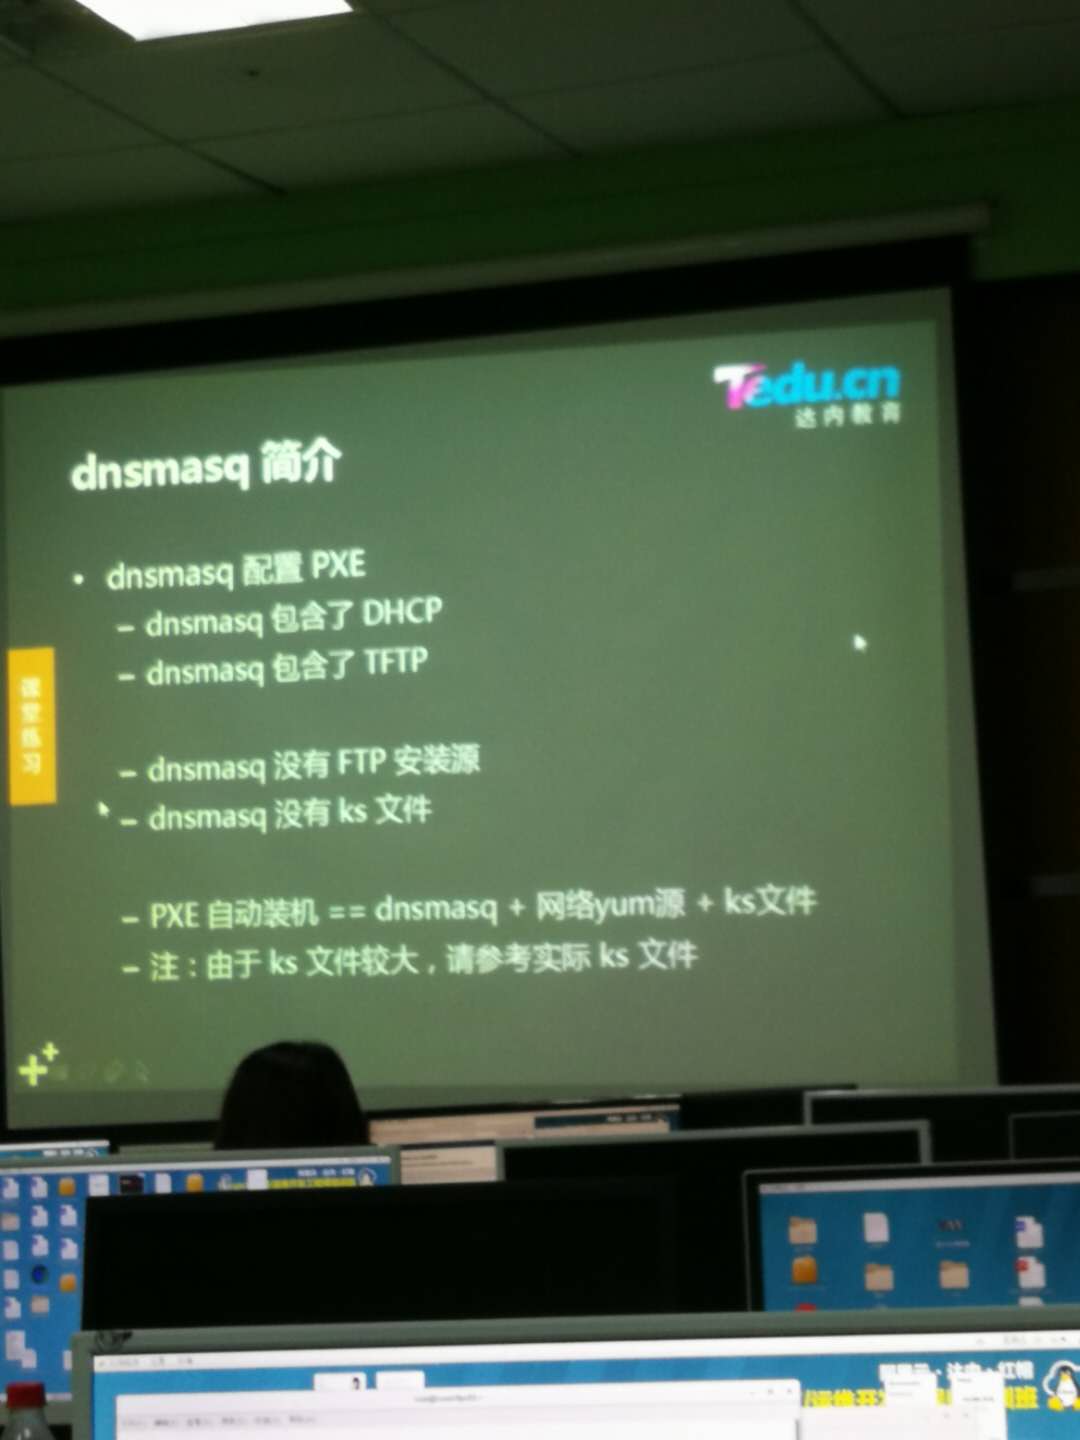 Tedu.cn
达内教育
dnsmasq 简介
• dnsmasq 配置 PXE
– dnsmasq 包含了 DHCP
– dnsmasq 包含了 TFTP
– dnsmasq 没有 FTP 安装源
– dnsmasq 没有 ks 文件
– PXE 自动装机 == dnsmasq + 网络yum源 + ks文件
– 注：由于 ks 文件较大，请参考实际 ks 文件
课堂练习